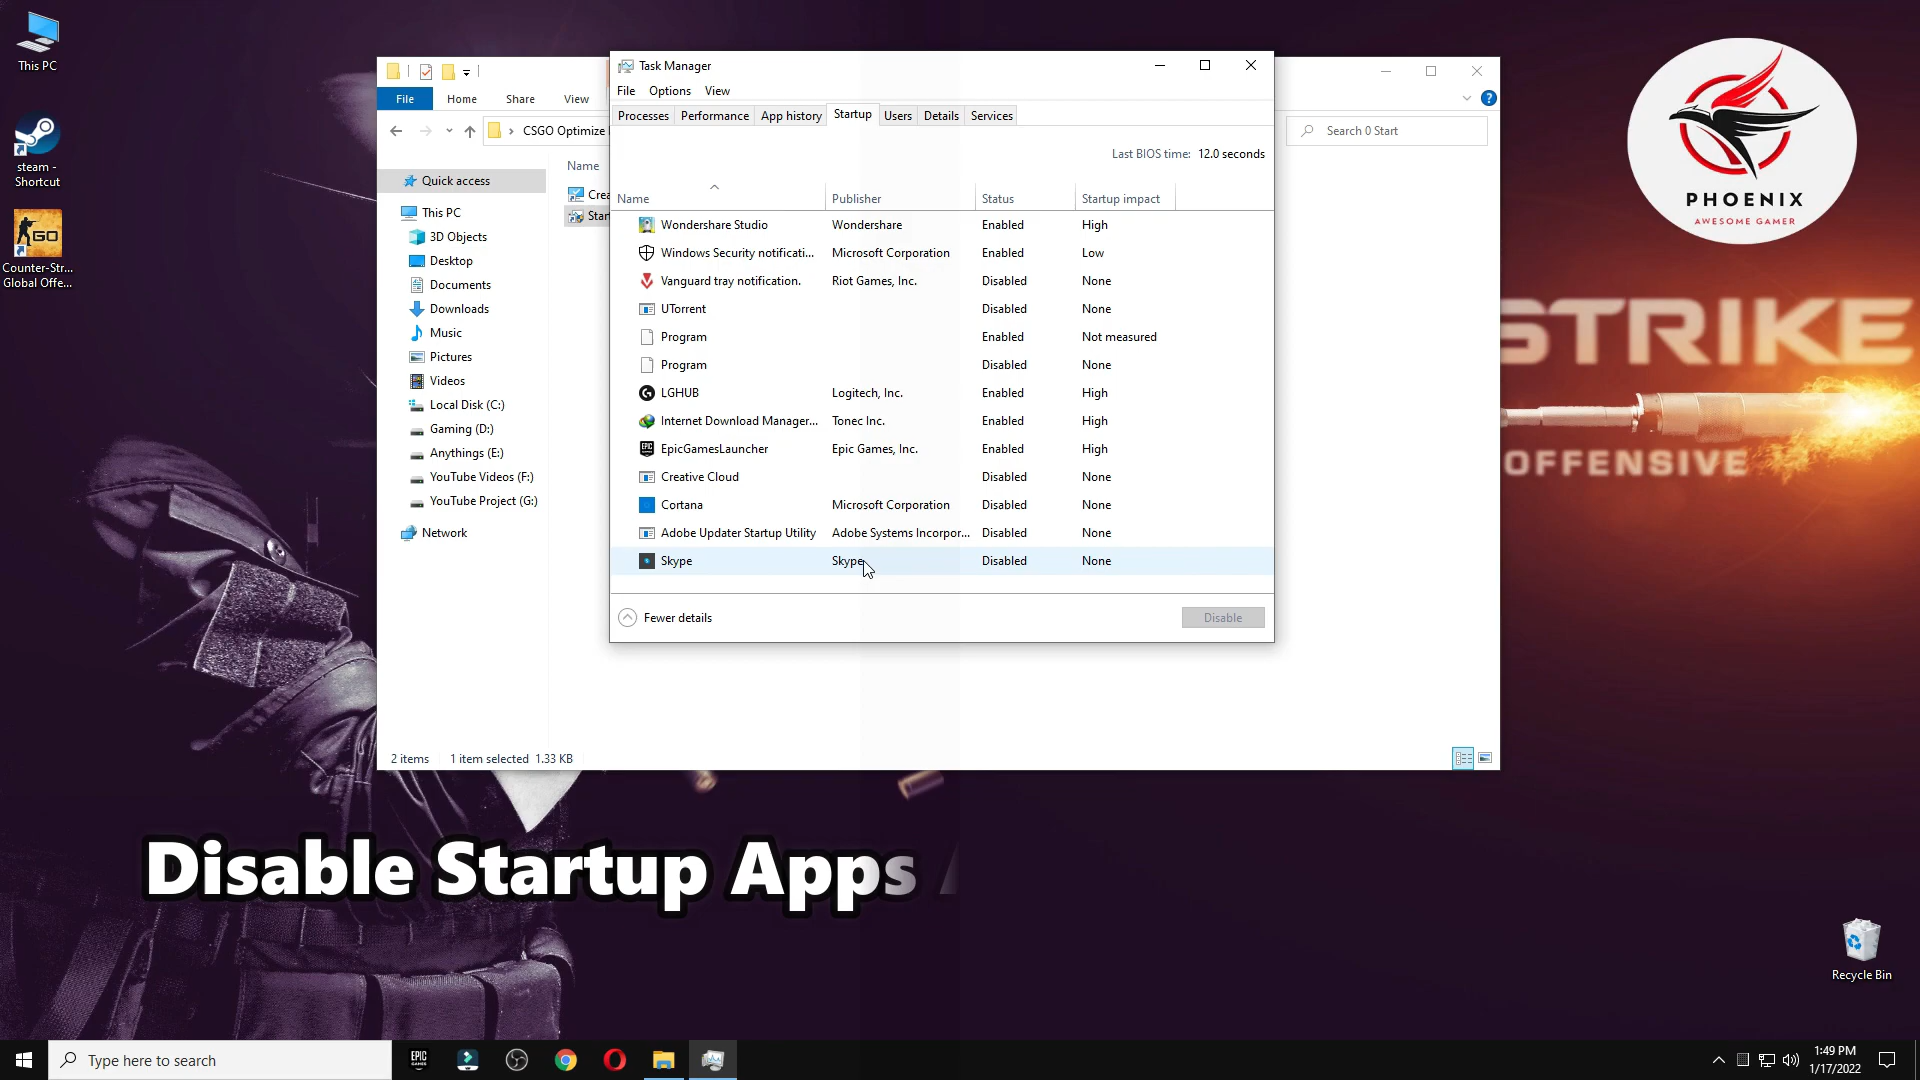 This PC
steam -
Shortcut
GO
Counter-Str...
Global Offe...
File
Home
Share
View
CSGO Optimize
Search 0 Start
Quick access
This PC
3D Objects
Desktop
Documents
Downloads
Music
Pictures
Videos
Local Disk (C:)
Gaming (D:)
Anythings (E:)
YouTube Videos (F:)
YouTube Project (G:)
Network
Name
2 items
1 item selected 1.33 KB
Task Manager
File Options View
Processes Performance App history Startup Users Details Services
Last BIOS time: 12.0 seconds
Name Publisher Status Startup impact
Wondershare Studio Wondershare Enabled High
Windows Security notificati... Microsoft Corporation Enabled Low
Vanguard tray notification. Riot Games, Inc. Disabled None
UTorrent Disabled None
Program Enabled Not measured
Program Disabled None
LGHUB Logitech, Inc. Enabled High
Internet Download Manager... Tonec Inc. Enabled High
EpicGamesLauncher Epic Games, Inc. Enabled High
Creative Cloud Disabled None
Cortana Microsoft Corporation Disabled None
Adobe Updater Startup Utility Adobe Systems Incorpor... Disabled None
Skype Skype Disabled None
Fewer details
Disable
PHOENIX
AWESOME GAMER
STRIKE
OFFENSIVE
Disable Startup Apps
Recycle Bin
Type here to search
EPIC
GAMES
1:49 PM
1/17/2022